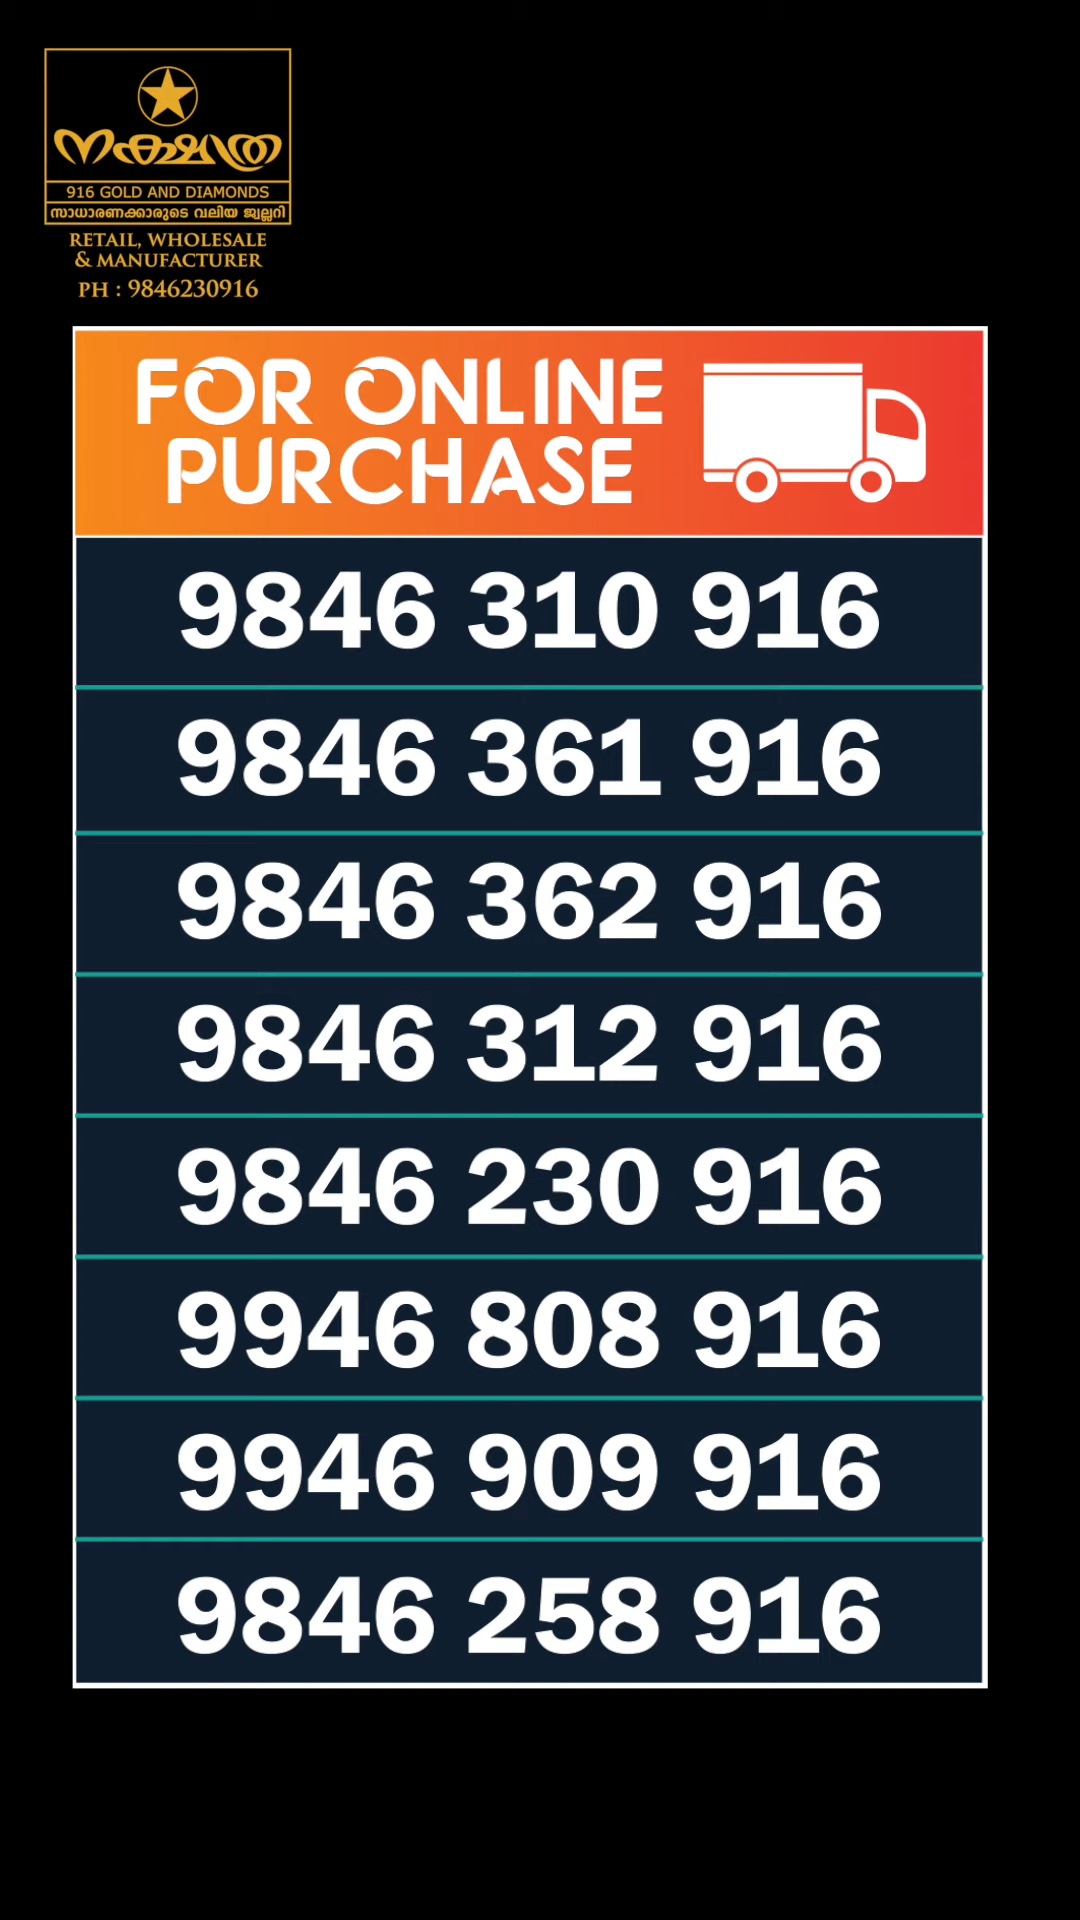 നക്ഷത്ര
916 GOLD AND DIAMONDS
സാധാരണക്കാരുടെ വലിയ ജ്വല്ലറി
RETAIL, WHOLESALE
& MANUFACTURER
PH : 9846230916
FOR ONLINE
PURCHASE
9846 310 916
9846 361 916
9846 362 916
9846 312 916
9846 230 916
9946 808 916
9946 909 916
9846 258 916